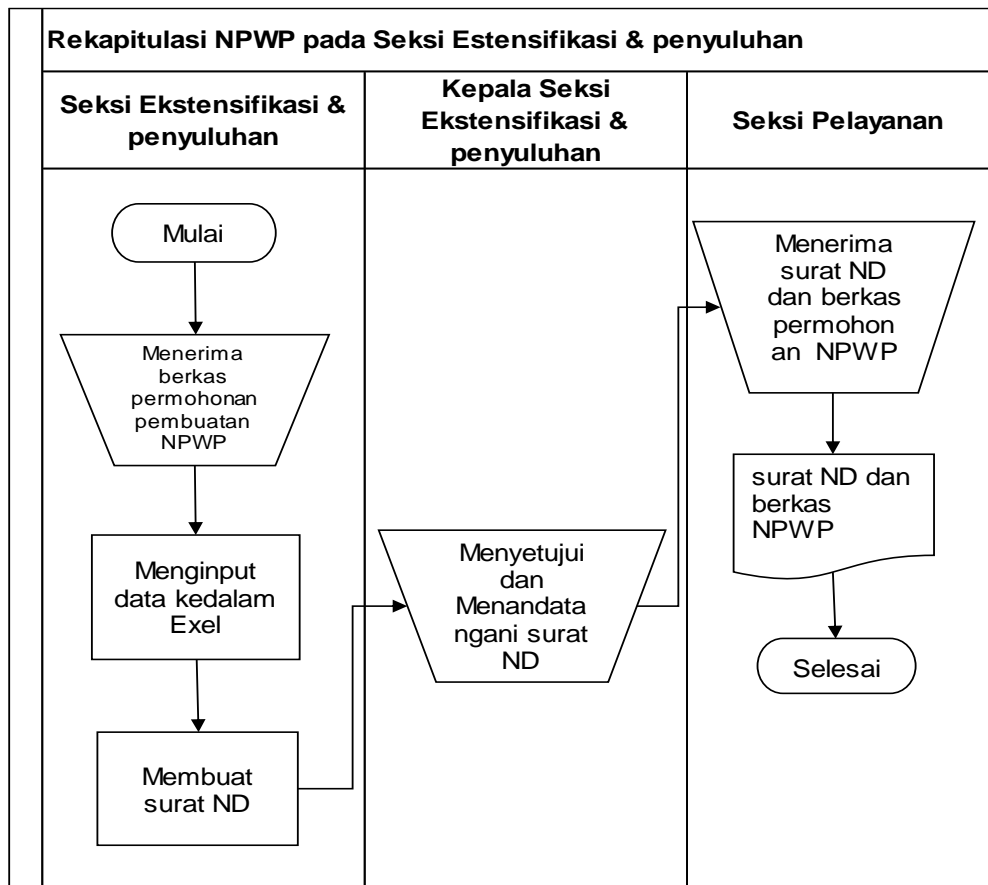 Rekapitulasi NPWP pada Seksi Estensifikasi & penyuluhan
Seksi Ekstensifikasi &
penyuluhan
Kepala Seksi
Ekstensifikasi &
penyuluhan
Seksi Pelayanan
Mulai
Menerima
berkas
permohonan
pembuatan
NPWP
Menginput
data kedalam
Exel
Membuat
surat ND
Menyetujui
dan
Menandata
ngani surat
ND
Menerima
surat ND
dan berkas
permohon
an NPWP
surat ND dan
berkas
NPWP
Selesai